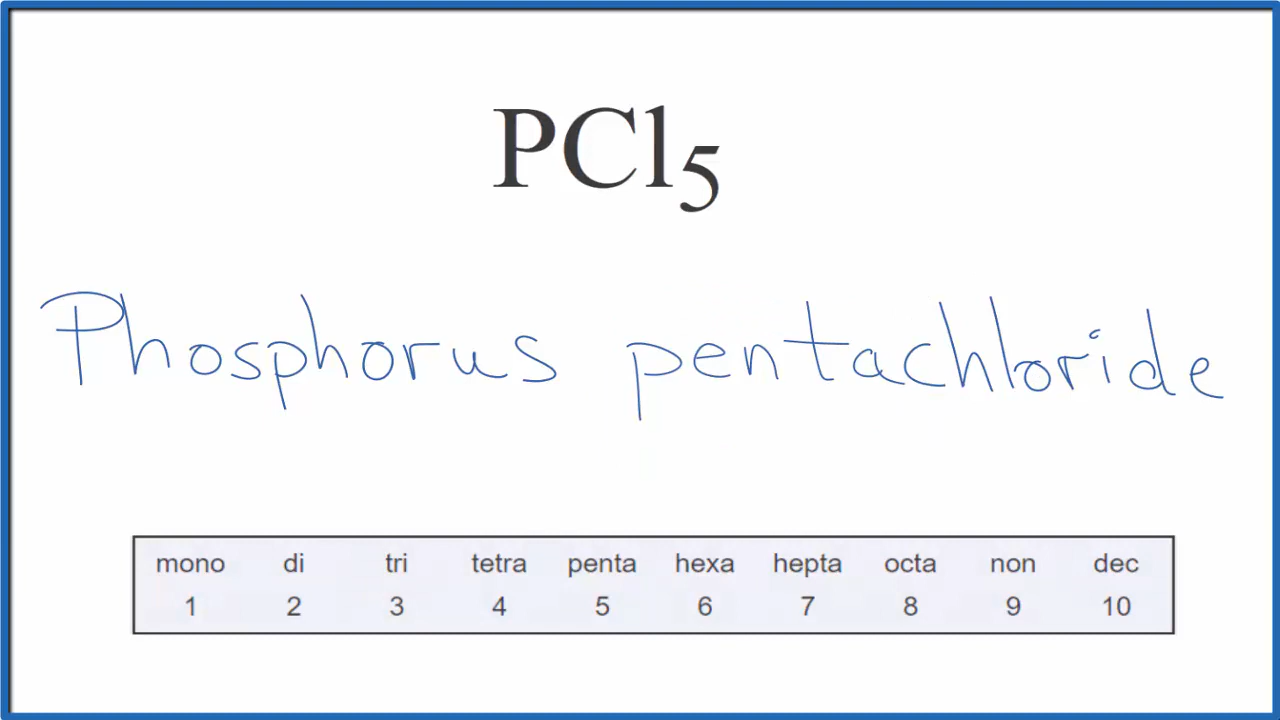 PCl5
Phosphorus pentachloride
mono di tri tetra penta hexa hepta octa non dec
1 2 3 4 5 6 7 8 9 10